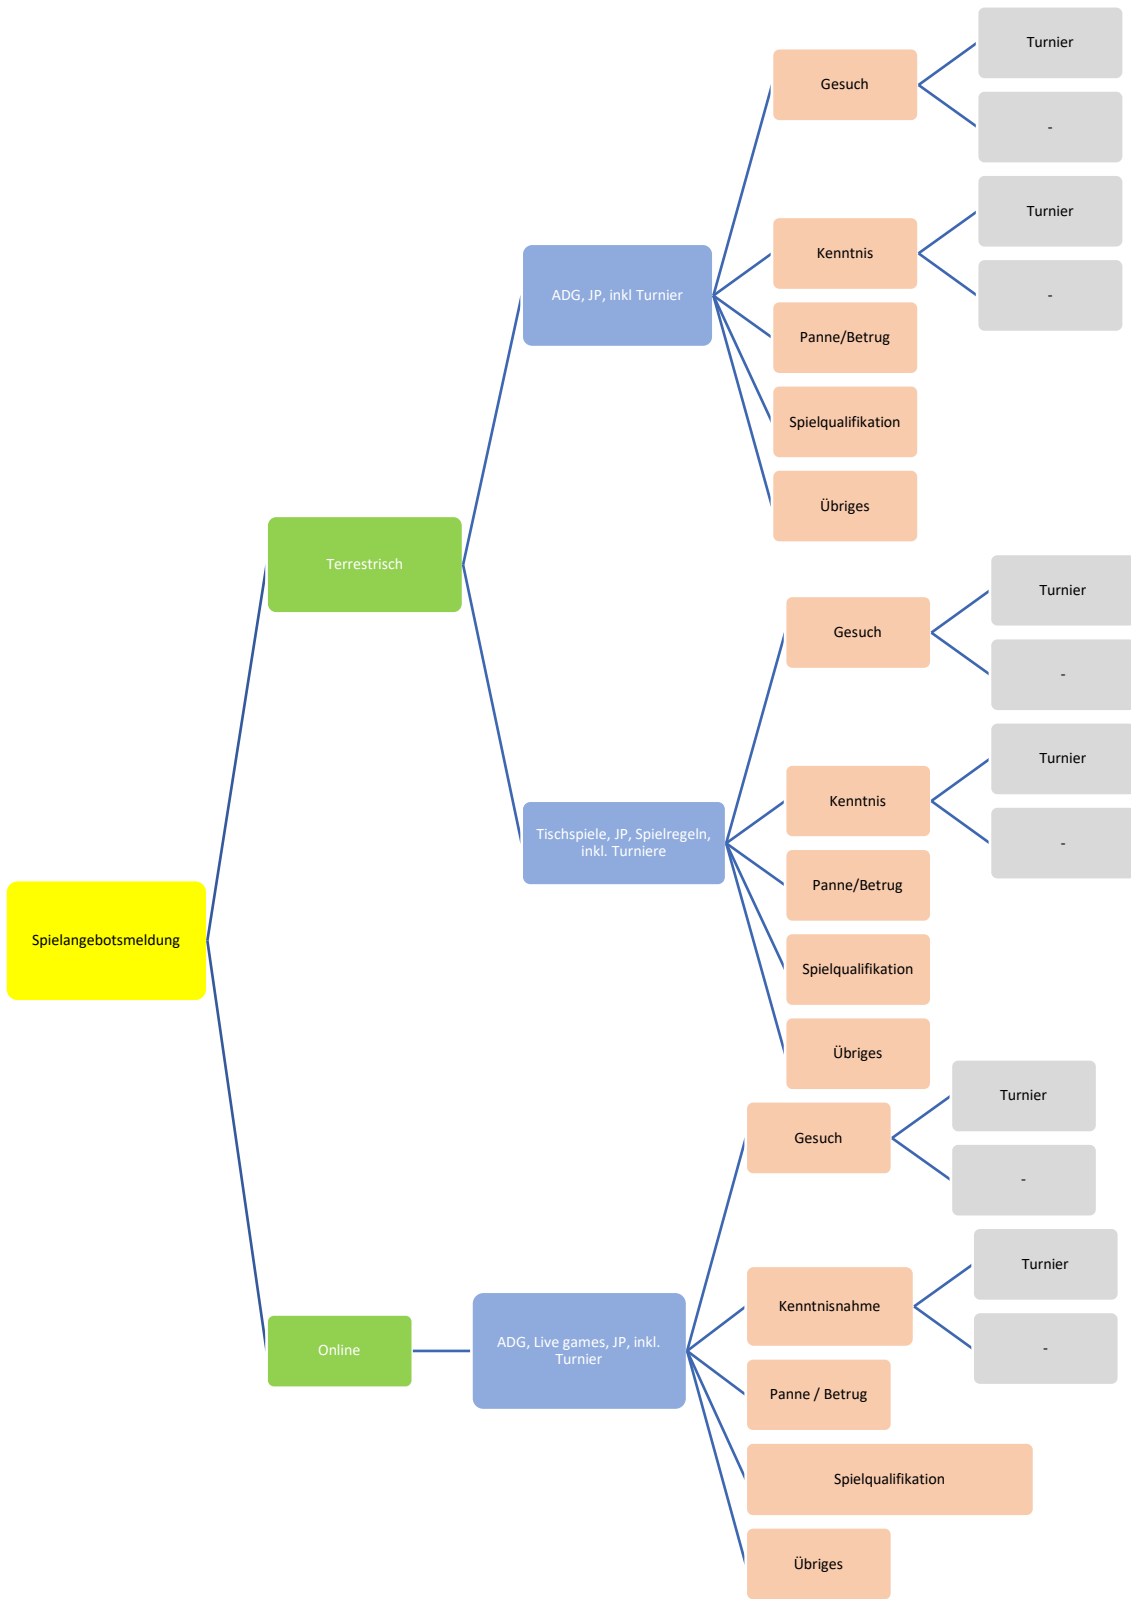 Spielangebotsmeldung
Terrestrisch
ADG, JP, inkl Turnier
Gesuch
Turnier
-
Kenntnis
Turnier
-
Panne/Betrug
Spielqualifikation
Übriges
Tischspiele, JP, Spielregeln,
inkl. Turniere
Gesuch
Turnier
-
Kenntnis
Turnier
-
Panne/Betrug
Spielqualifikation
Übriges
Online
ADG, Live games, JP, inkl.
Turnier
Gesuch
Turnier
-
Kenntnisnahme
Turnier
-
Panne / Betrug
Spielqualifikation
Übriges